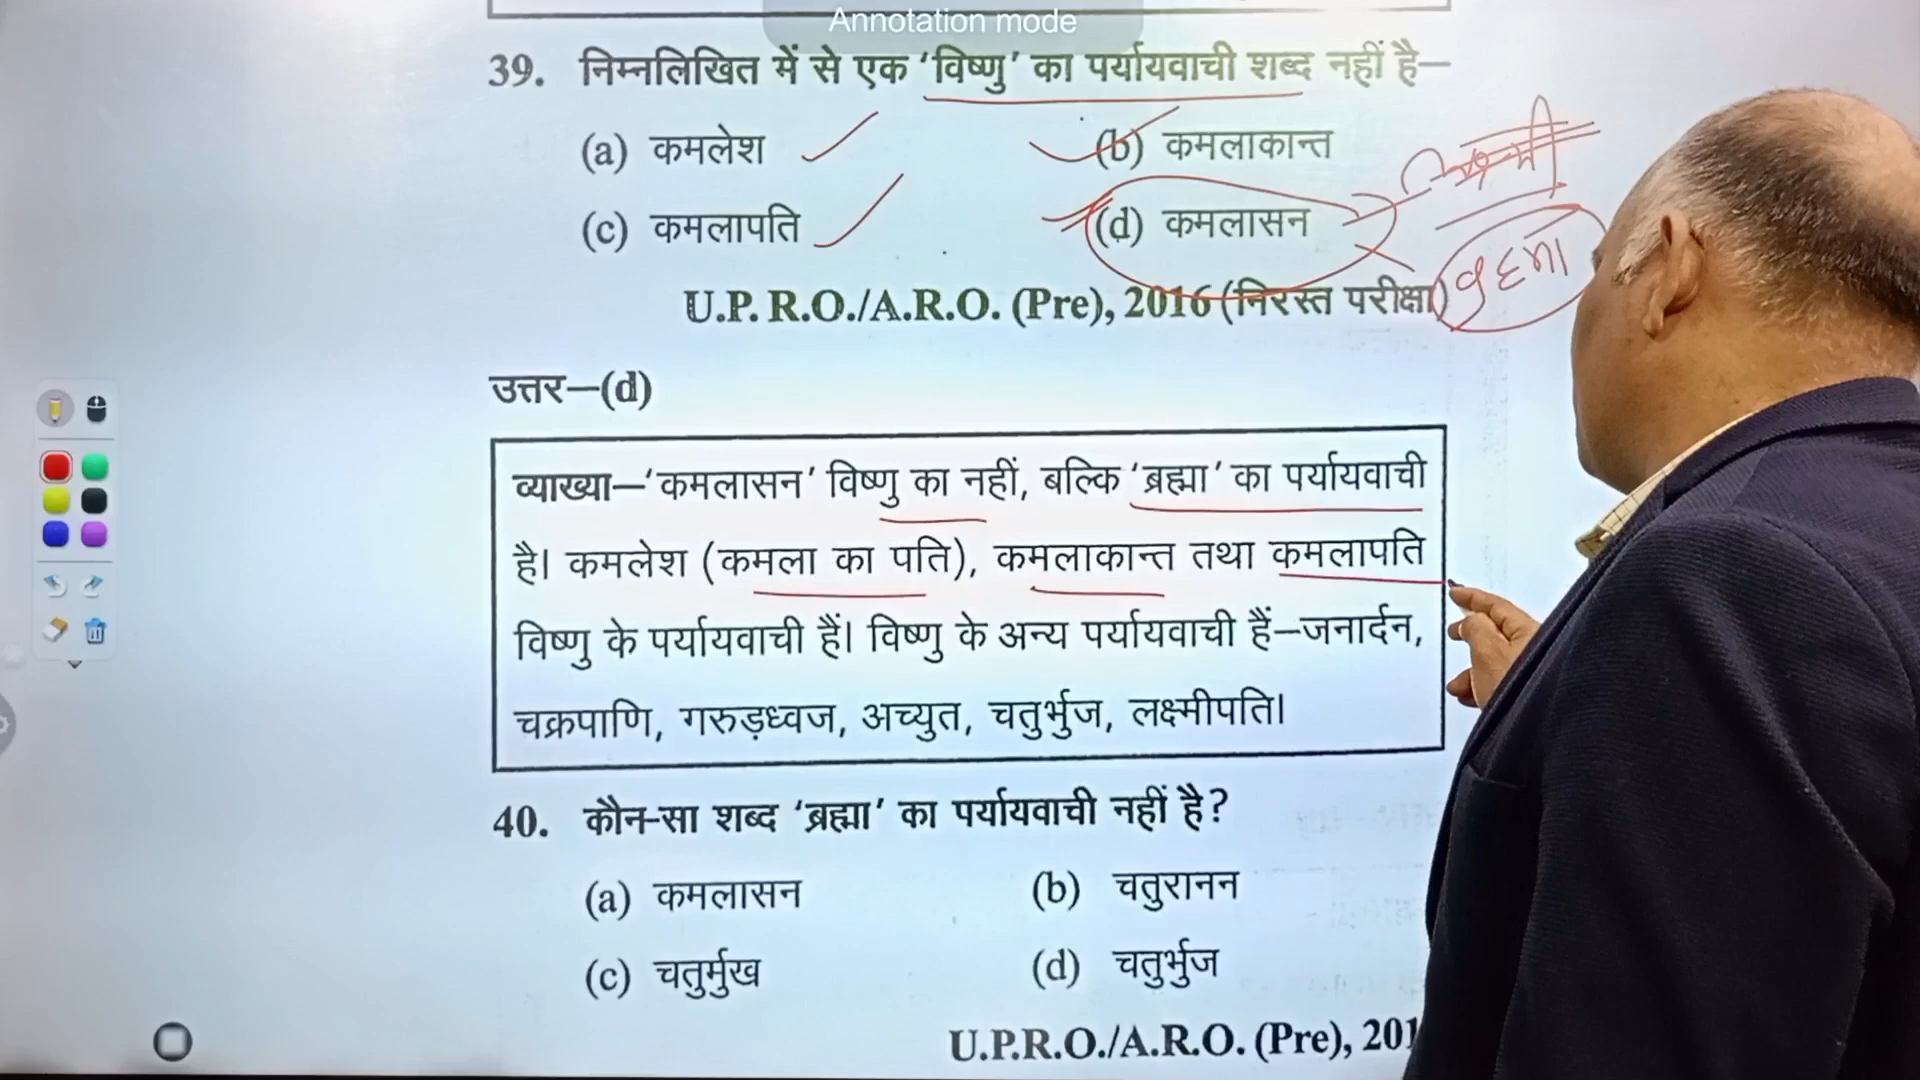 Annotation mode
39. निम्नलिखित में से एक ‘विष्णु’ का पर्यायवाची शब्द नहीं है—
(a) कमलेश (b) कमलाकान्त
(c) कमलापति (d) कमलासन
U.P. R.O./A.R.O. (Pre), 2016 (निरस्त परीक्षा)
उत्तर—(d)
व्याख्या—‘कमलासन’ विष्णु का नहीं, बल्कि ‘ब्रह्मा’ का पर्यायवाची
है। कमलेश (कमला का पति), कमलाकान्त तथा कमलापति
विष्णु के पर्यायवाची हैं। विष्णु के अन्य पर्यायवाची हैं—जनार्दन,
चक्रपाणि, गरुड़ध्वज, अच्युत, चतुर्भुज, लक्ष्मीपति।
40. कौन-सा शब्द ‘ब्रह्मा’ का पर्यायवाची नहीं है?
(a) कमलासन (b) चतुरानन
(c) चतुर्मुख (d) चतुर्भुज
U.P.R.O./A.R.O. (Pre), 201